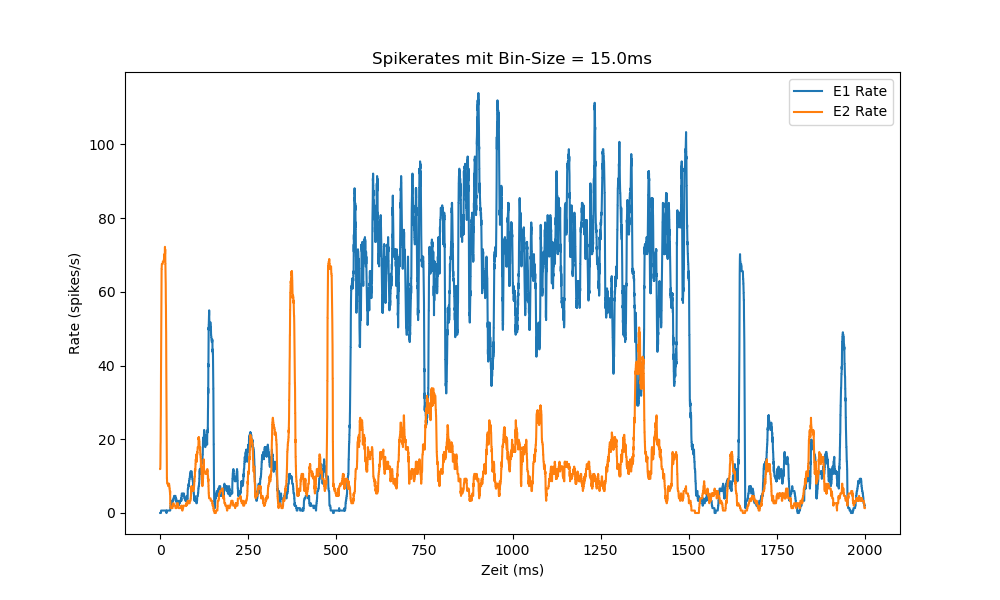 Spikerates mit Bin-Size = 15.0ms
E1 Rate
E2 Rate
Rate (spikes/s)
100
80
60
40
20
0
0 250 500 750 1000 1250 1500 1750 2000
Zeit (ms)